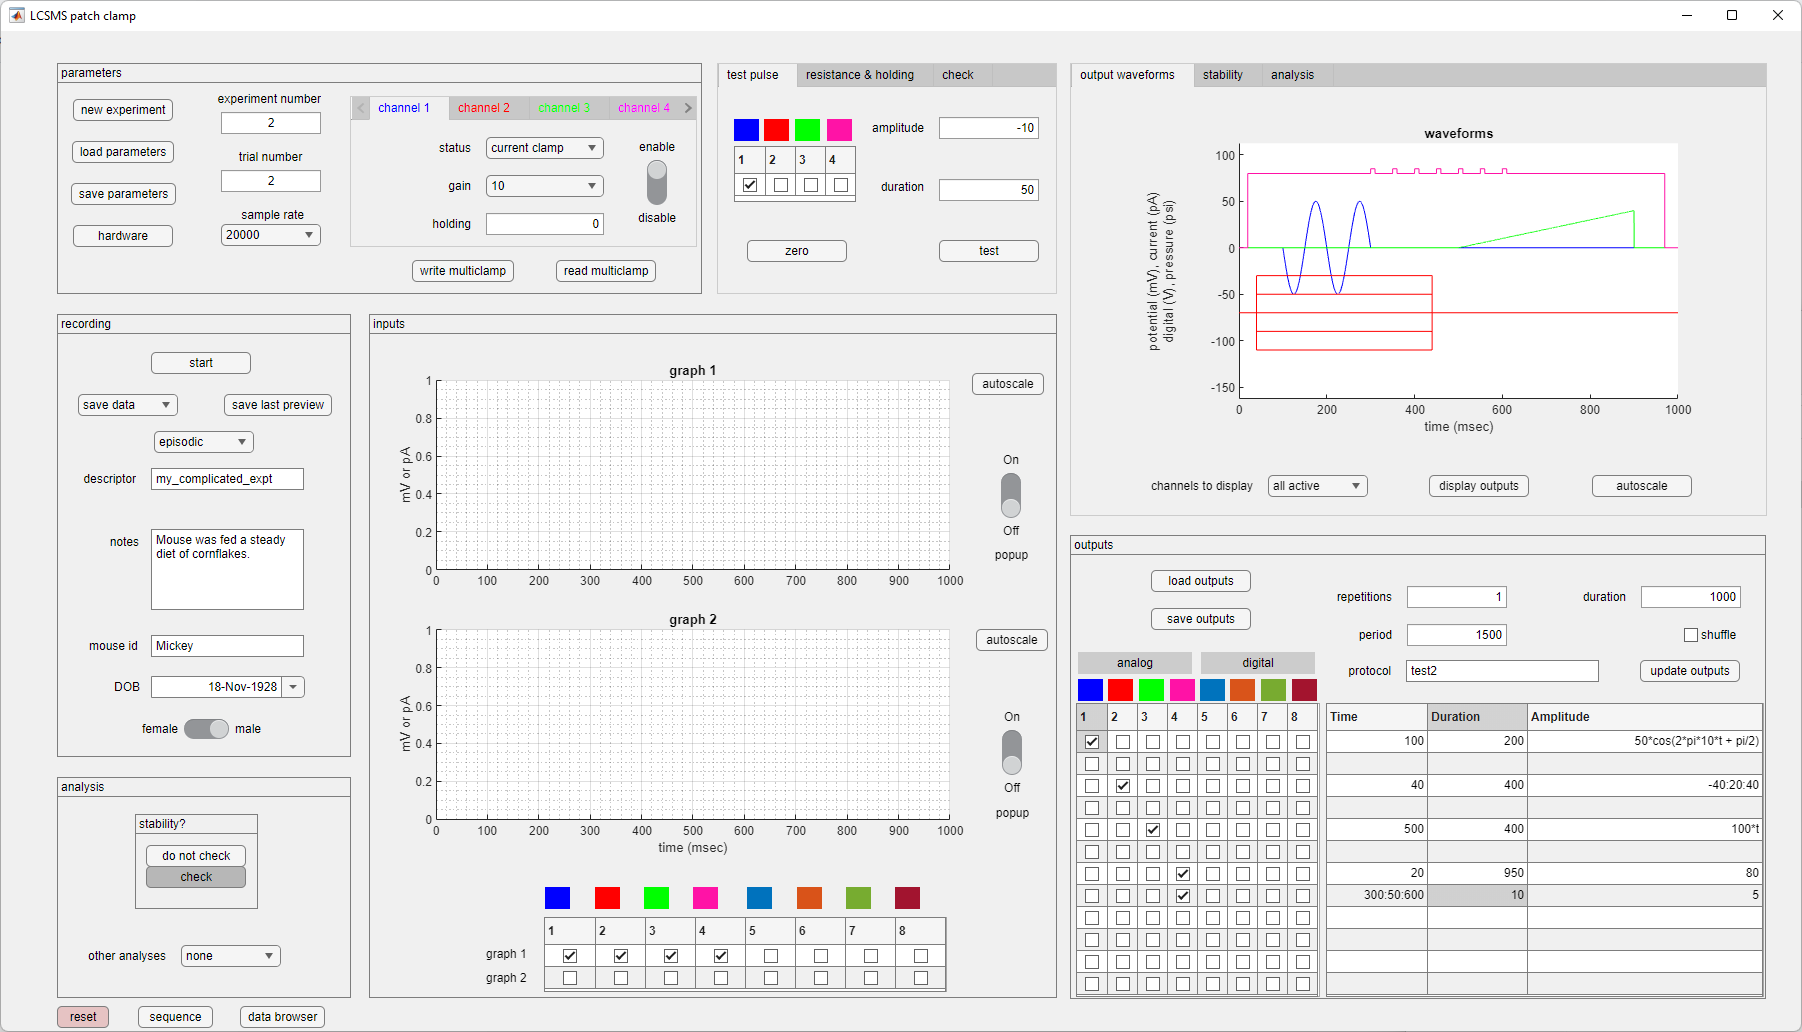 LCSMS patch clamp
parameters
new experiment
load parameters
save parameters
hardware
experiment number
2
trial number
2
sample rate
20000
channel 1 channel 2 channel 3 channel 4
status current clamp
gain 10
holding 0
enable
disable
write multiclamp read multiclamp
test pulse resistance & holding check
1 2 3 4
amplitude -10
duration 50
zero test
output waveforms stability analysis
waveforms
potential (mV), current (pA)
digital (V), pressure (psi)
100
50
0
-50
-100
-150
0 200 400 600 800 1000
time (msec)
channels to display all active display outputs autoscale
recording
start
save data save last preview
episodic
descriptor my_complicated_expt
notes Mouse was fed a steady
diet of cornflakes.
mouse id Mickey
DOB 18-Nov-1928
female male
analysis
stability?
do not check
check
other analyses none
reset sequence data browser
inputs
graph 1
mV or pA
1
0.8
0.6
0.4
0.2
0
0 100 200 300 400 500 600 700 800 900 1000
autoscale
On
Off
popup
graph 2
mV or pA
1
0.8
0.6
0.4
0.2
0
0 100 200 300 400 500 600 700 800 900 1000
time (msec)
autoscale
On
Off
popup
1 2 3 4 5 6 7 8
graph 1
graph 2
outputs
load outputs
save outputs
repetitions 1
duration 1000
period 1500
shuffle
protocol test2
update outputs
analog digital
1 2 3 4 5 6 7 8
Time Duration Amplitude
100 200 50*cos(2*pi*10*t + pi/2)
40 400 -40:20:40
500 400 100*t
20 950 80
300:50:600 10 5